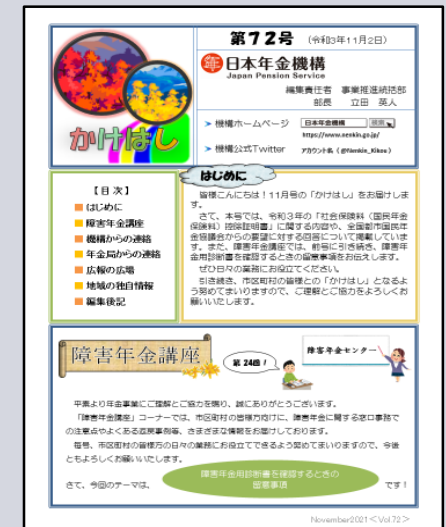 第72号 （令和3年11月2日）
日本年金機構
Japan Pension Service
編集責任者 事業推進統括部
部長 立田 英人
➢ 機構ホームページ 日本年金機構 検索
https://www.nenkin.go.jp/
➢ 機構公式Twitter アカウント名（@Nenkin_Kikou）
かけはし
【目 次】
はじめに
障害年金講座
機構からの連絡
年金局からの連絡
広報の広場
地域の独自情報
編集後記
はじめに
皆様こんにちは！11月号の「かけはし」をお届けしま
す。
さて、本号では、令和3年の「社会保険料（国民年金
保険料）控除証明書」に関する内容や、全国都市国民年
金協議会からの要望に対する回答について掲載していま
す。また、障害年金講座では、前号に引き続き、障害年
金用診断書を確認するときの留意事項をお伝えします。
ぜひ日々の業務にお役立てください。
引き続き、市区町村の皆様との「かけはし」となるよ
う努めてまいりますので、ご理解とご協力をよろしくお
願いいたします。
障害年金講座
第 24回！
障害年金センター
平素より年金事業にご理解とご協力を賜り、誠にありがとうございます。
「障害年金講座」コーナーでは、市区町村の皆様方向けに、障害年金に関する窓口事務で
の注意点やよくある返戻事例等、さまざまな情報をお届けしております。
毎号、市区町村の皆様方の日々の業務にお役立てできるよう努めてまいりますので、今後
ともよろしくお願いいたします。
さて、今回のテーマは、
障害年金用診断書を確認するときの
留意事項
です！
November2021＜Vol.72＞